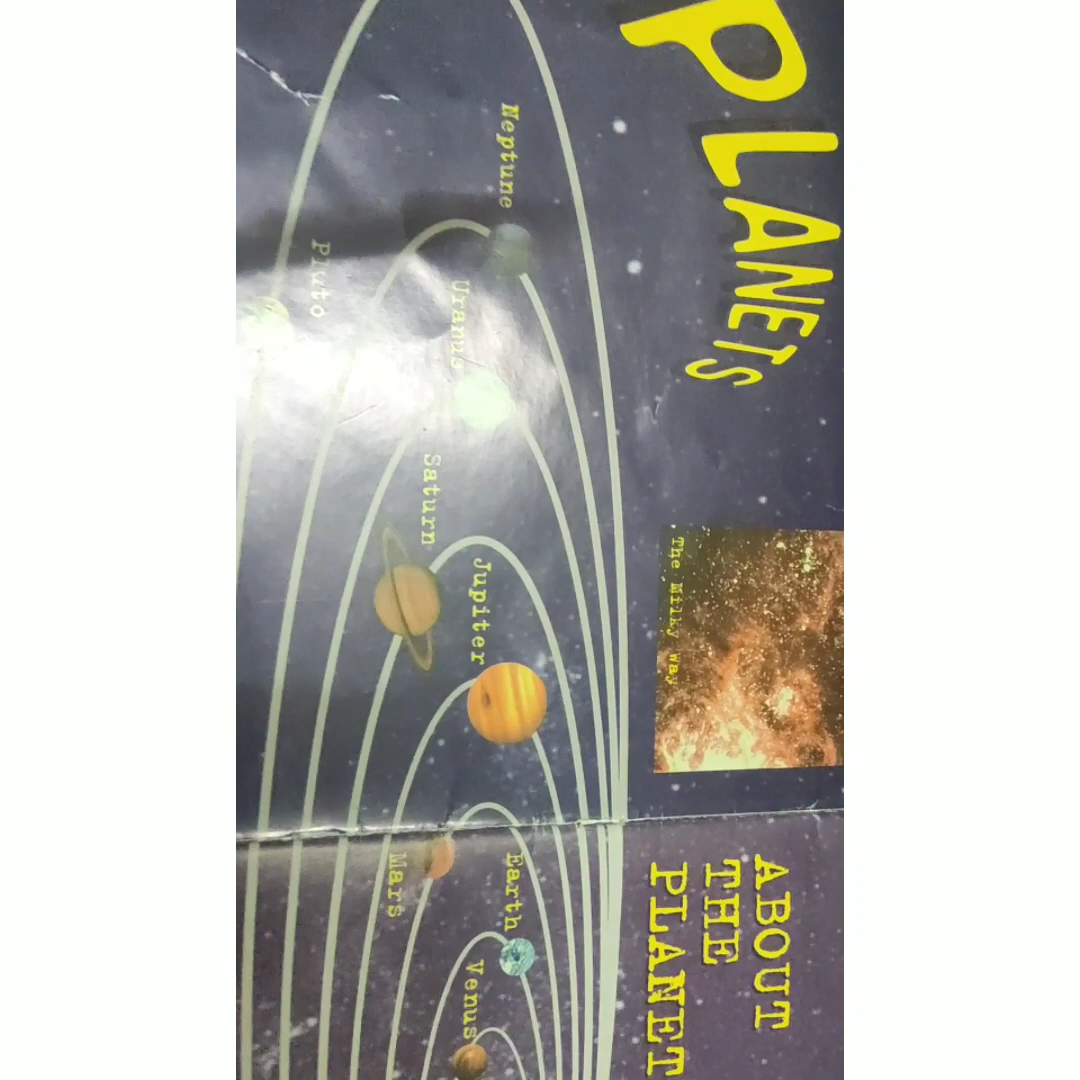 PLANETS
The Milky Way
ABOUT
THE
PLANET
Neptune
Pluto
Uranus
Saturn
Jupiter
Mars
Earth
Venus